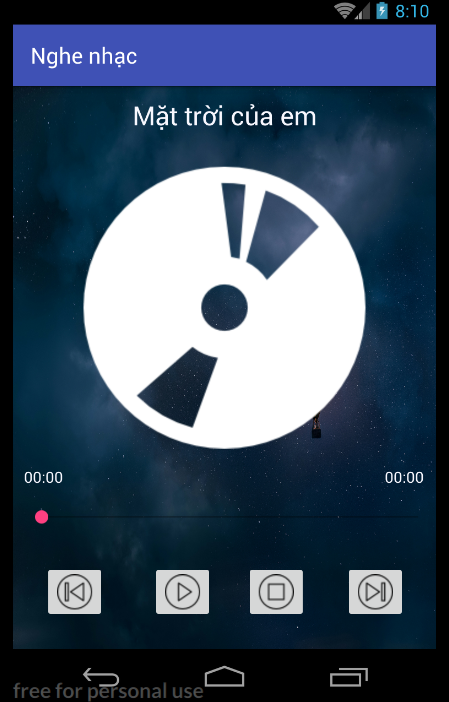 8:10
Nghe nhạc
Mặt trời của em
00:00 00:00
free for personal use